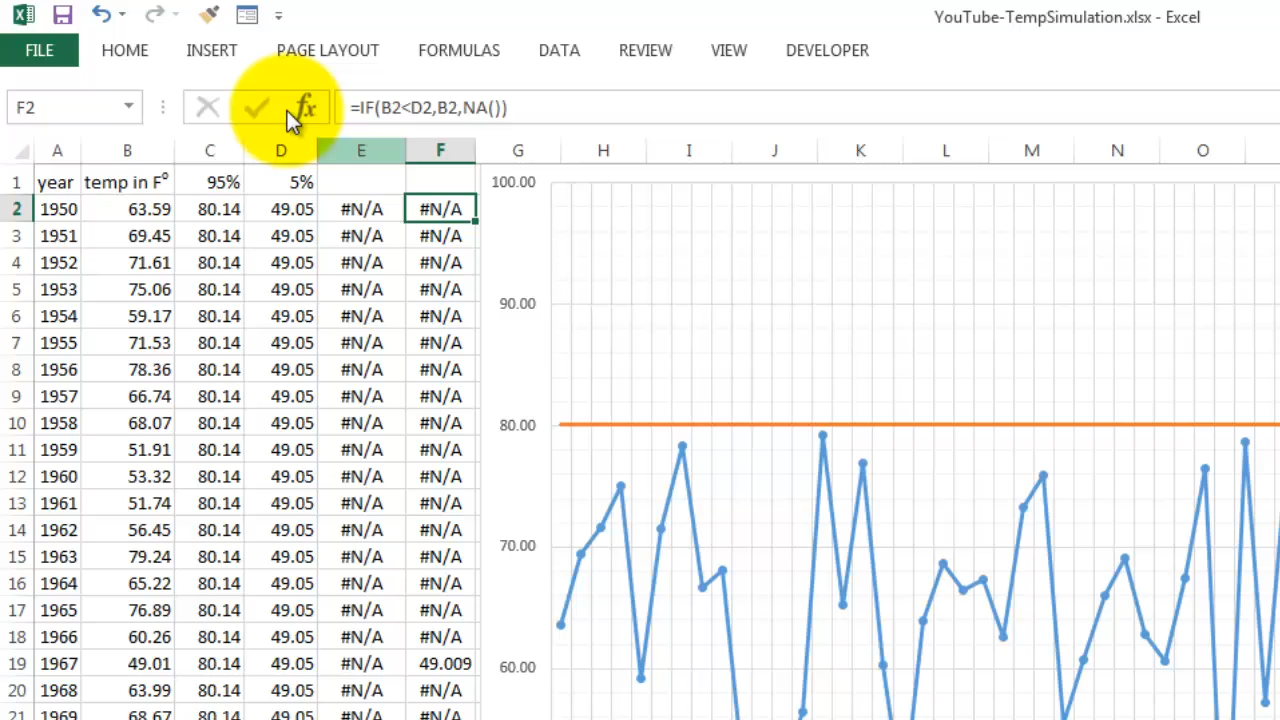 YouTube-TempSimulation.xlsx - Excel
FILE HOME INSERT PAGE LAYOUT FORMULAS DATA REVIEW VIEW DEVELOPER
F2 fx =IF(B2<D2,B2,NA())
A B C D E F G H I J K L M N O
1 year temp in F° 95% 5%
2 1950 63.59 80.14 49.05 #N/A #N/A
3 1951 69.45 80.14 49.05 #N/A #N/A
4 1952 71.61 80.14 49.05 #N/A #N/A
5 1953 75.06 80.14 49.05 #N/A #N/A
6 1954 59.17 80.14 49.05 #N/A #N/A
7 1955 71.53 80.14 49.05 #N/A #N/A
8 1956 78.36 80.14 49.05 #N/A #N/A
9 1957 66.74 80.14 49.05 #N/A #N/A
10 1958 68.07 80.14 49.05 #N/A #N/A
11 1959 51.91 80.14 49.05 #N/A #N/A
12 1960 53.32 80.14 49.05 #N/A #N/A
13 1961 51.74 80.14 49.05 #N/A #N/A
14 1962 56.45 80.14 49.05 #N/A #N/A
15 1963 79.24 80.14 49.05 #N/A #N/A
16 1964 65.22 80.14 49.05 #N/A #N/A
17 1965 76.89 80.14 49.05 #N/A #N/A
18 1966 60.26 80.14 49.05 #N/A #N/A
19 1967 49.01 80.14 49.05 #N/A 49.009
20 1968 63.99 80.14 49.05 #N/A #N/A
21 1969 68.67 80.14 49.05 #N/A #N/A
100.00
90.00
80.00
70.00
60.00